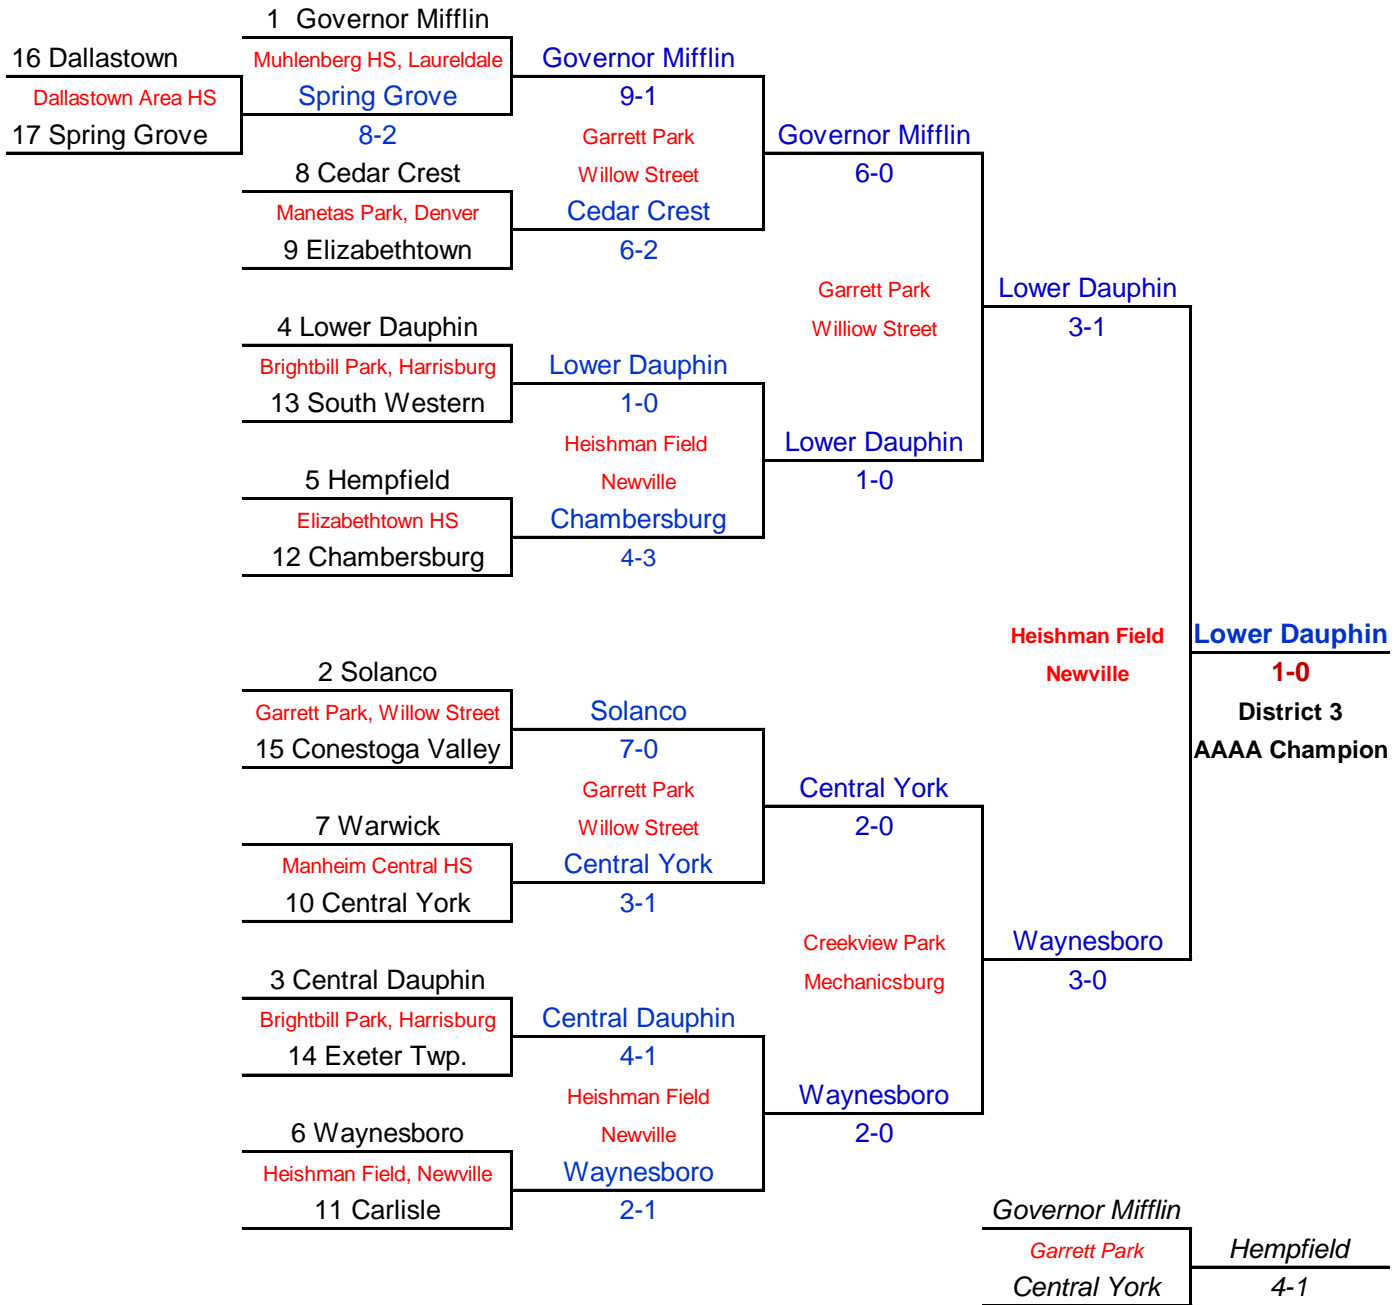 1  Governor Mifflin
16 Dallastown
Muhlenberg HS, Laureldale
Governor Mifflin
Dallastown Area HS
Spring Grove
9-1
17 Spring Grove
8-2
Garrett Park
Governor Mifflin
8 Cedar Crest
Willow Street
6-0
Manetas Park, Denver
Cedar Crest
9 Elizabethtown
6-2
Garrett Park
Lower Dauphin
4 Lower Dauphin
Williow Street
3-1
Brightbill Park, Harrisburg
Lower Dauphin
13 South Western
1-0
Heishman Field
Lower Dauphin
5 Hempfield
Newville
1-0
Elizabethtown HS
Chambersburg
12 Chambersburg
4-3
Heishman Field
Lower Dauphin
2 Solanco
Newville
1-0
Garrett Park, Willow Street
Solanco
District 3
15 Conestoga Valley
7-0
AAAA Champion
Garrett Park
Central York
7 Warwick
Willow Street
2-0
Manheim Central HS
Central York
10 Central York
3-1
Creekview Park
Waynesboro
3 Central Dauphin
Mechanicsburg
3-0
Brightbill Park, Harrisburg
Central Dauphin
14 Exeter Twp.
4-1
Heishman Field
Waynesboro
6 Waynesboro
Newville
2-0
Heishman Field, Newville
Waynesboro
11 Carlisle
2-1
Governor Mifflin
Garrett Park
Hempfield
Central York
4-1